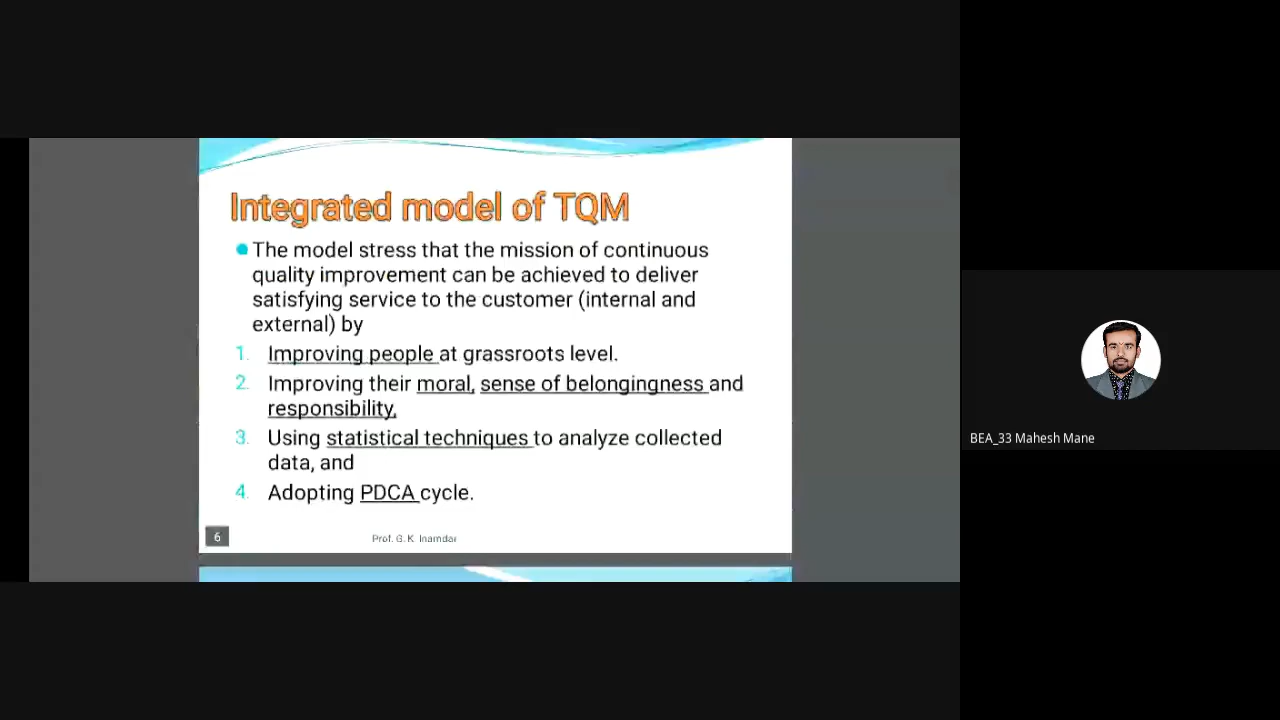 Integrated model of TQM
The model stress that the mission of continuous
quality improvement can be achieved to deliver
satisfying service to the customer (internal and
external) by
1. Improving people at grassroots level.
2. Improving their moral, sense of belongingness and
responsibility,
3. Using statistical techniques to analyze collected
data, and
4. Adopting PDCA cycle.
6
Prof. G. K. Inamdar
BEA_33 Mahesh Mane